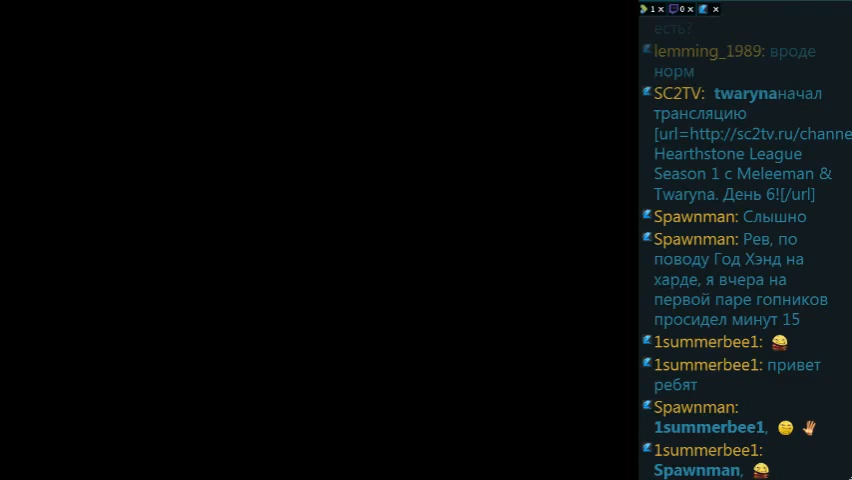 1 x 0 x x
есть?
lemming_1989: вроде
норм
SC2TV: twarynaначал
трансляцию
[url=http://sc2tv.ru/channe
Hearthstone League
Season 1 с Meleeman &
Twaryna. День 6![/url]
Spawnman: Слышно
Spawnman: Рев, по
поводу Год Хэнд на
харде, я вчера на
первой паре гопников
просидел минут 15
1summerbee1:
1summerbee1: привет
ребят
Spawnman:
1summerbee1,
1summerbee1:
Spawnman,